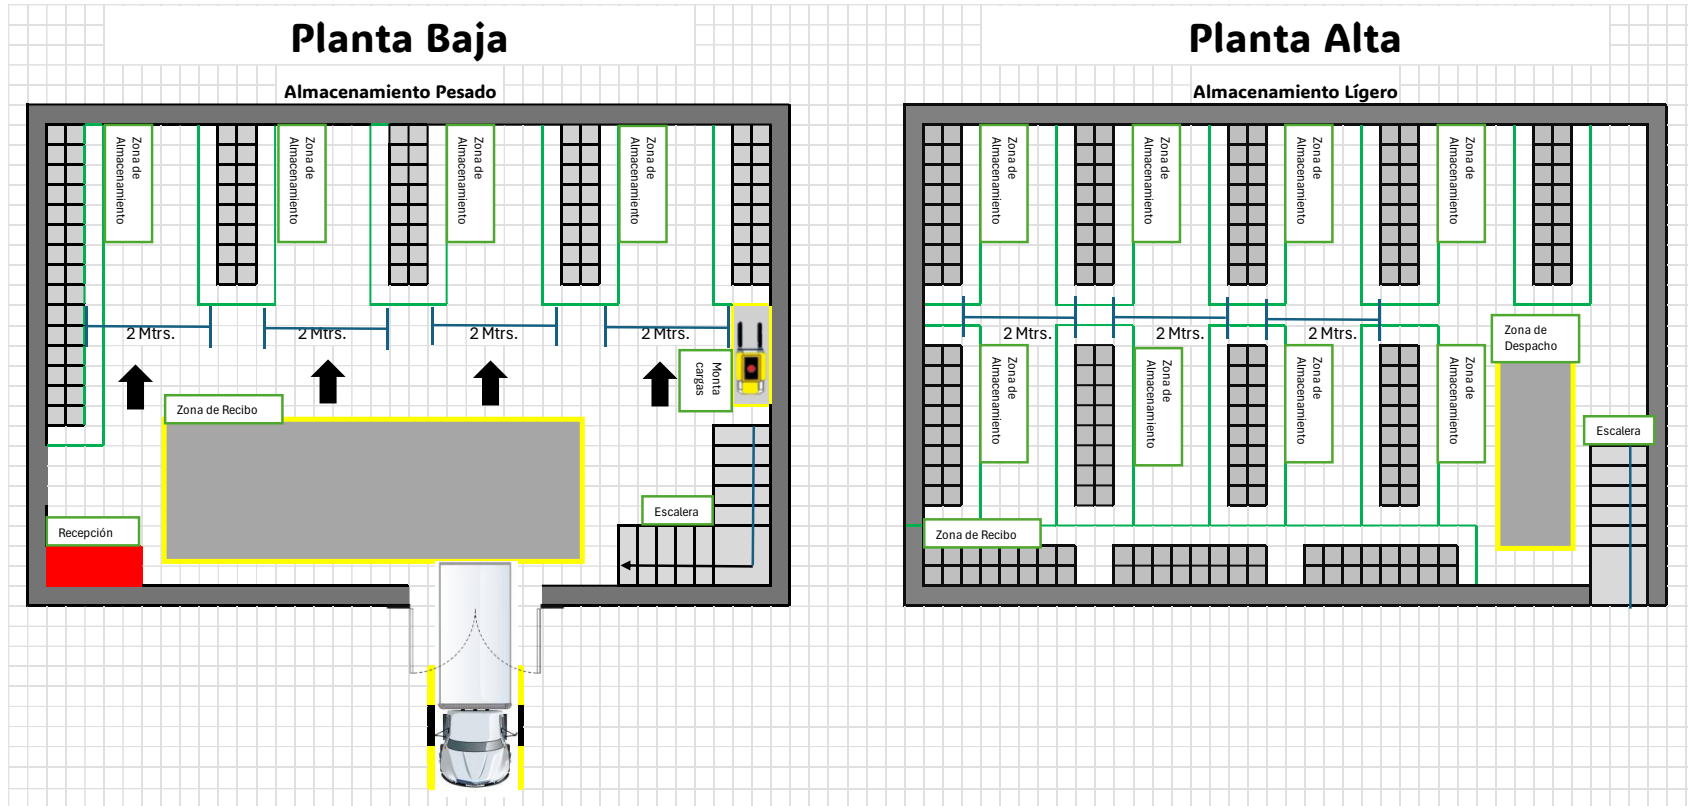 Planta Baja
Almacenamiento Pesado
Zona de
Almacenamiento
Zona de
Almacenamiento
Zona de
Almacenamiento
Zona de
Almacenamiento
2 Mtrs.
2 Mtrs.
2 Mtrs.
2 Mtrs.
Monta
cargas
Zona de Recibo
Escalera
Recepción
Planta Alta
Almacenamiento Lígero
Zona de
Almacenamiento
Zona de
Almacenamiento
Zona de
Almacenamiento
Zona de
Almacenamiento
2 Mtrs.
2 Mtrs.
2 Mtrs.
Zona de
Despacho
Zona de
Almacenamiento
Zona de
Almacenamiento
Zona de
Almacenamiento
Zona de
Almacenamiento
Escalera
Zona de Recibo